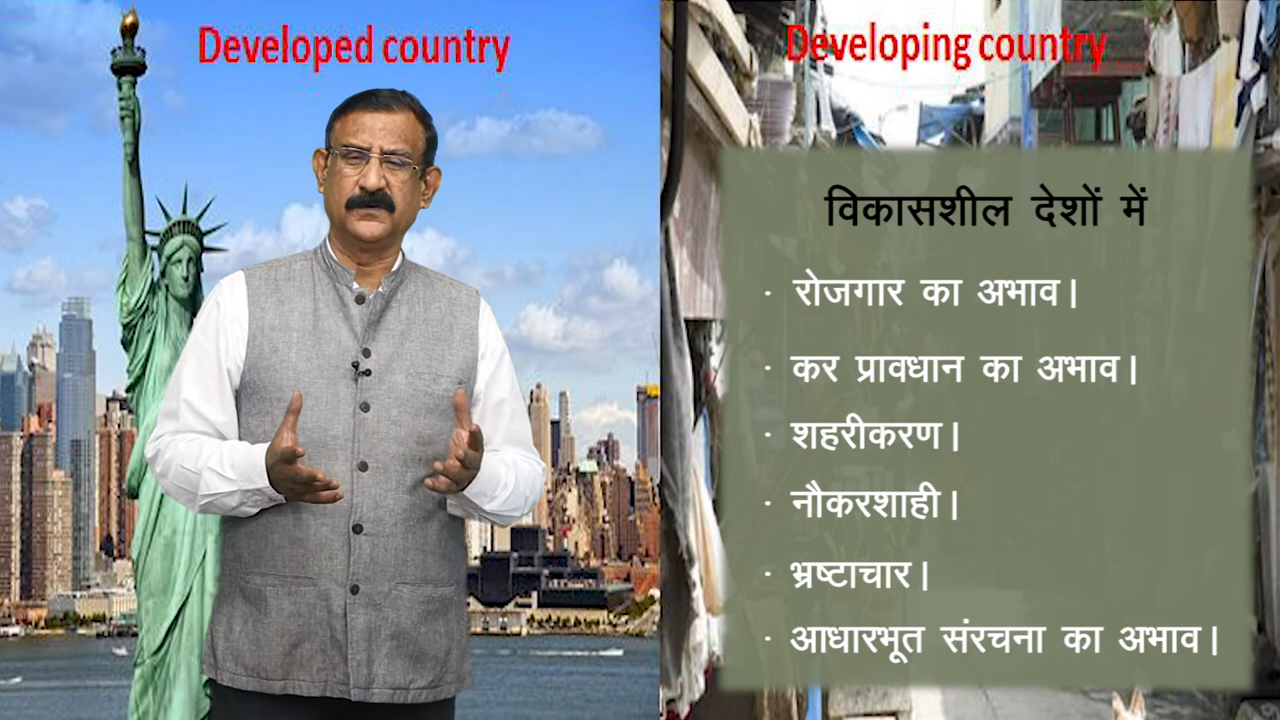 Developed country
Developing country
विकासशील देशों में
· रोजगार का अभाव।
· कर प्रावधान का अभाव।
· शहरीकरण।
· नौकरशाही।
· भ्रष्टाचार।
· आधारभूत संरचना का अभाव।